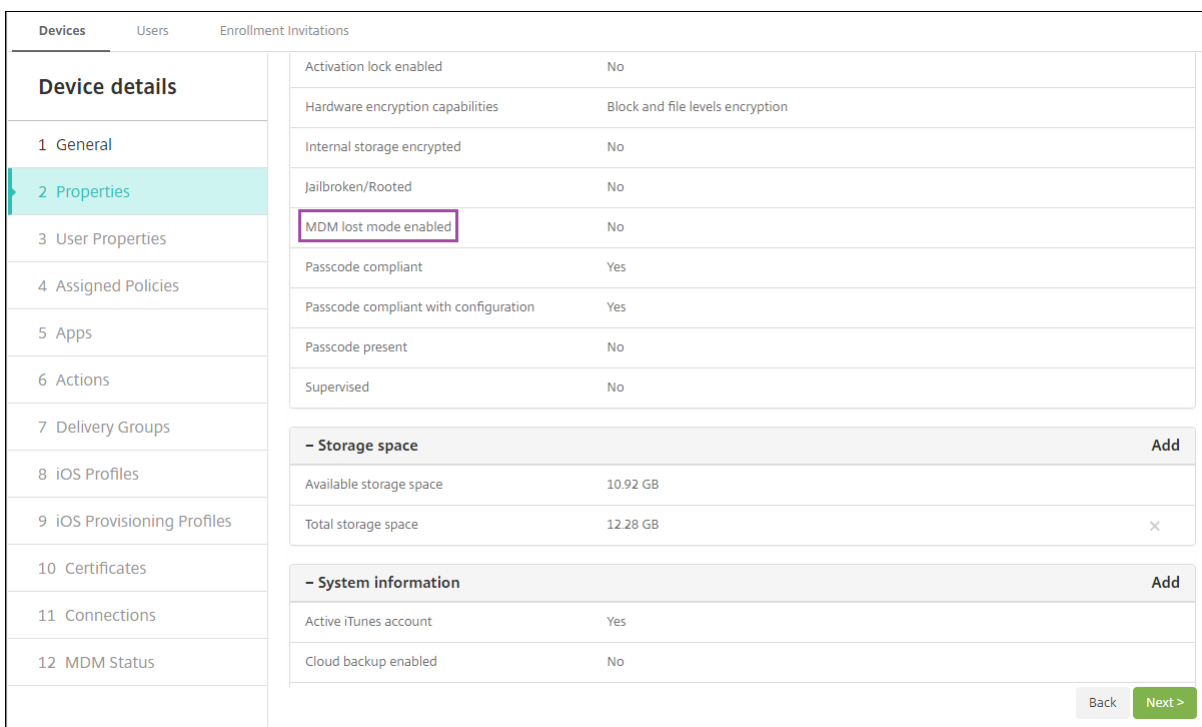 Devices Users Enrollment Invitations
Device details
1 General
2 Properties
3 User Properties
4 Assigned Policies
5 Apps
6 Actions
7 Delivery Groups
8 iOS Profiles
9 iOS Provisioning Profiles
10 Certificates
11 Connections
12 MDM Status
Activation lock enabled No
Hardware encryption capabilities Block and file levels encryption
Internal storage encrypted No
Jailbroken/Rooted No
MDM lost mode enabled No
Passcode compliant Yes
Passcode compliant with configuration Yes
Passcode present No
Supervised No
– Storage space Add
Available storage space 10.92 GB
Total storage space 12.28 GB ×
– System information Add
Active iTunes account Yes
Cloud backup enabled No
Back Next >